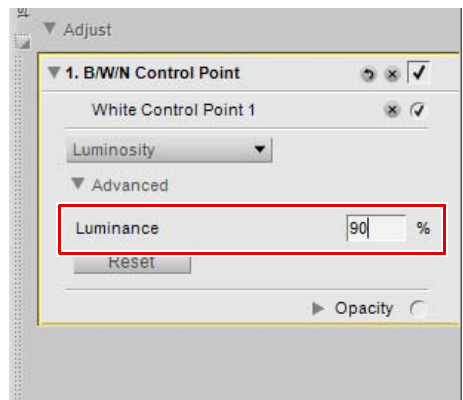 Adjust
1. B/W/N Control Point
White Control Point 1
Luminosity
Advanced
Luminance 90 %
Reset
Opacity